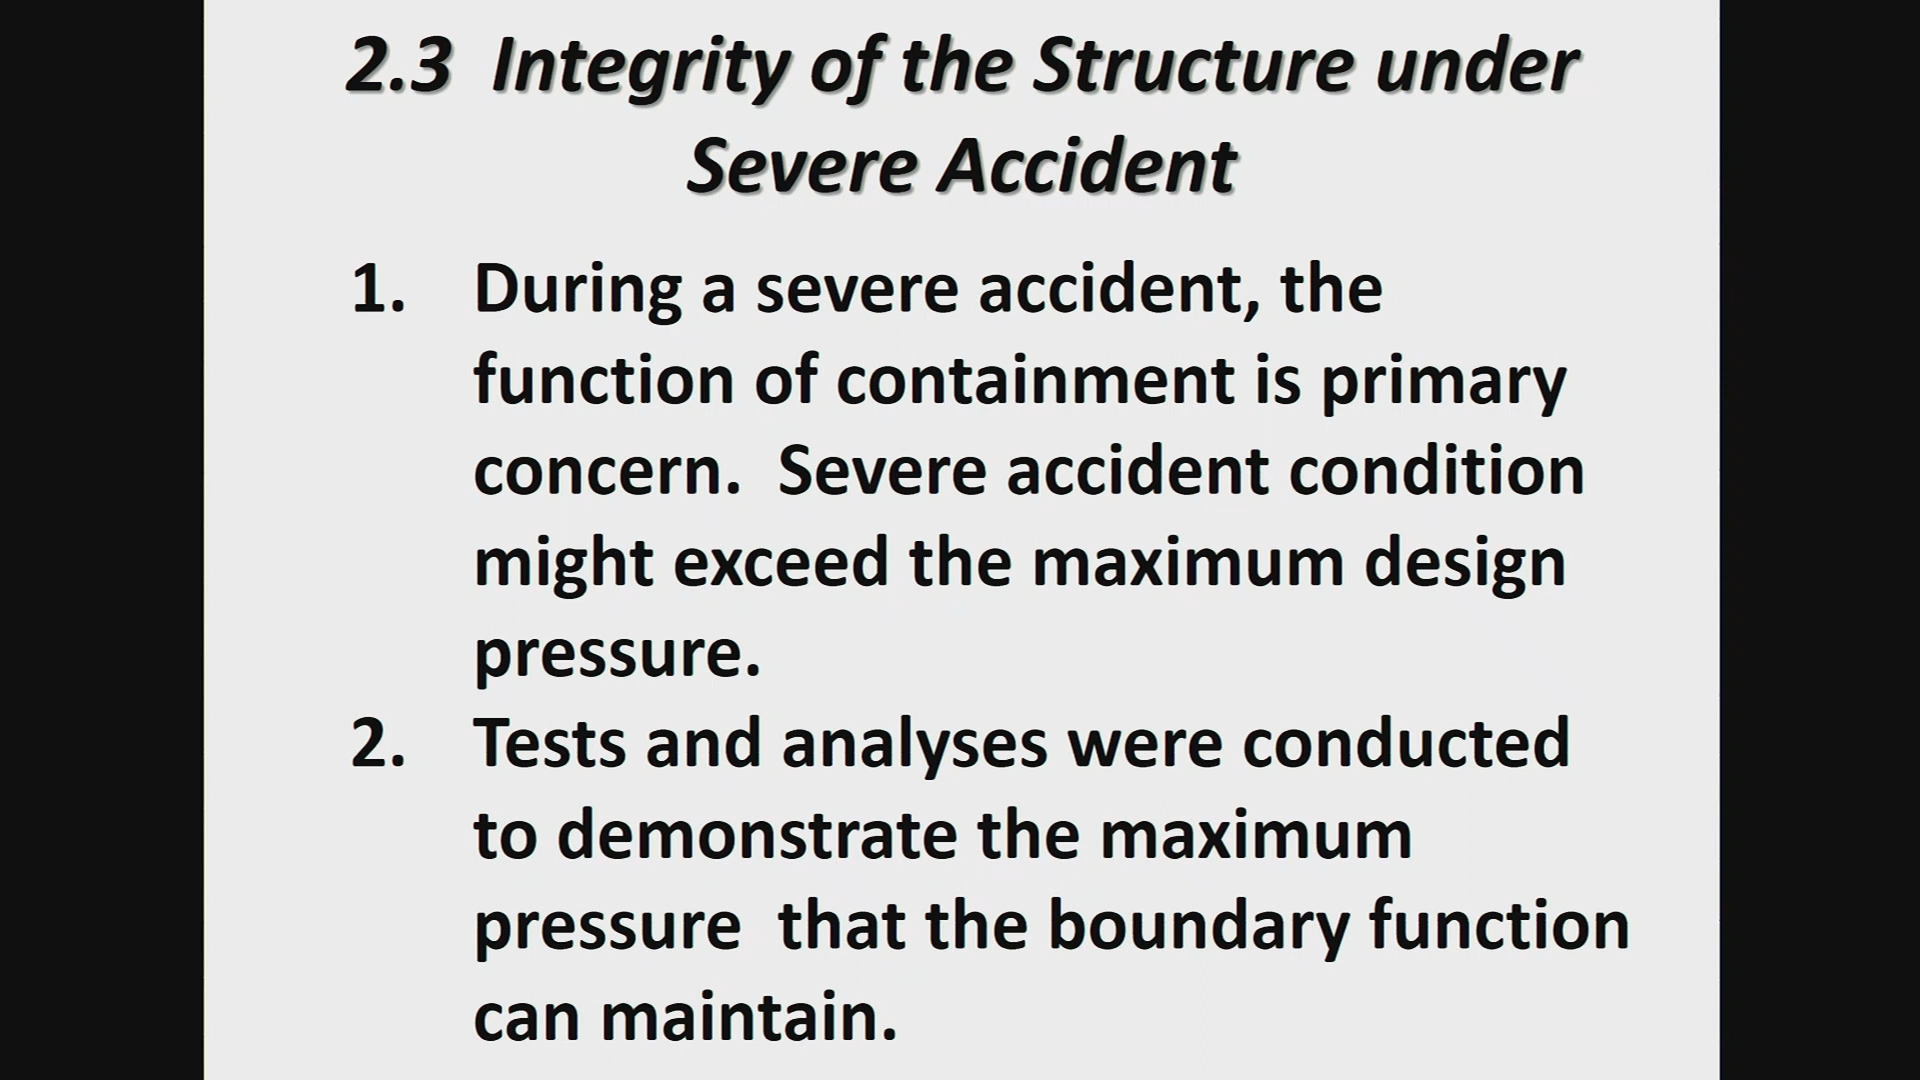 2.3 Integrity of the Structure under
Severe Accident
1. During a severe accident, the
function of containment is primary
concern. Severe accident condition
might exceed the maximum design
pressure.
2. Tests and analyses were conducted
to demonstrate the maximum
pressure that the boundary function
can maintain.